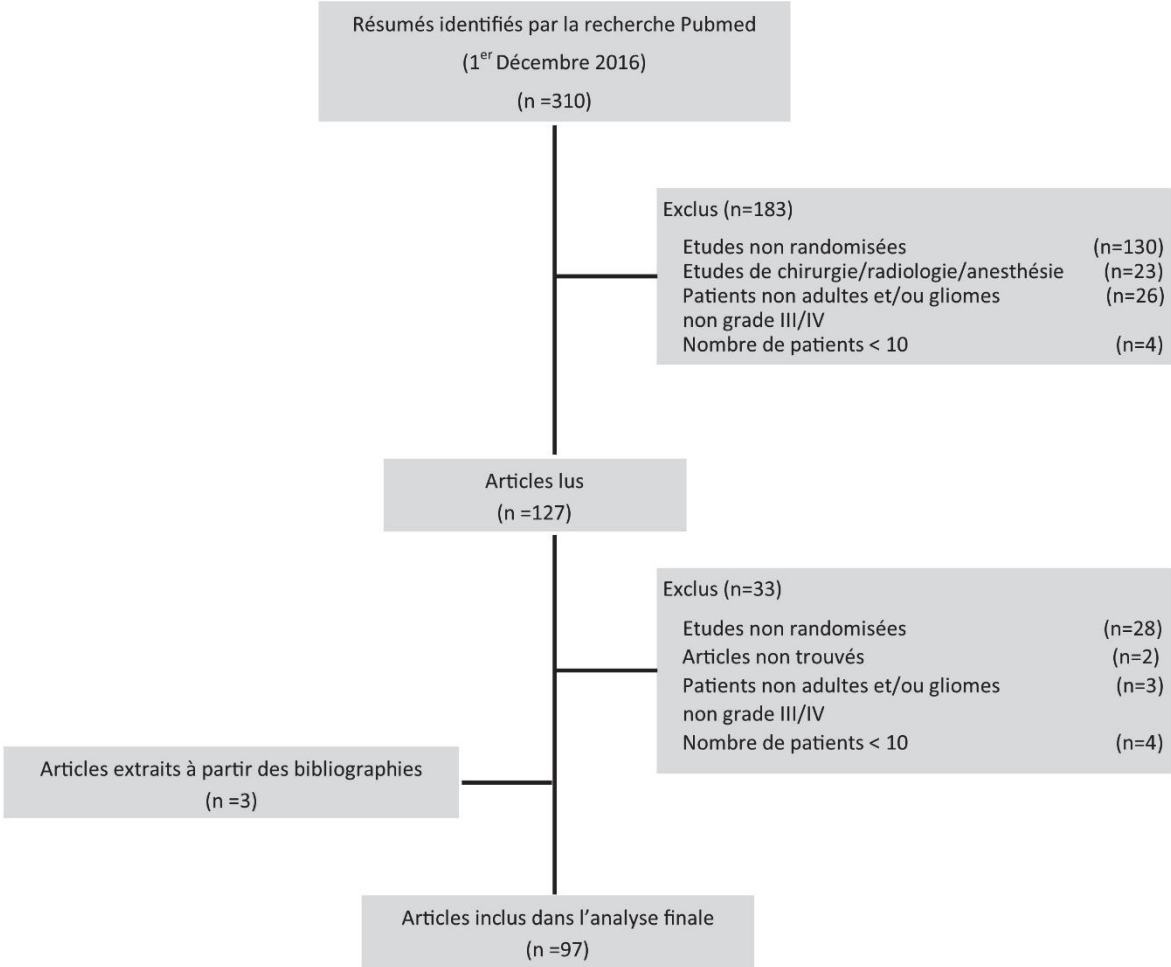 Résumés identifiés par la recherche Pubmed
(1er Décembre 2016)
(n =310)
Exclus (n=183)
Etudes non randomisées (n=130)
Etudes de chirurgie/radiologie/anesthésie (n=23)
Patients non adultes et/ou gliomes (n=26)
non grade III/IV
Nombre de patients < 10 (n=4)
Articles lus
(n =127)
Exclus (n=33)
Etudes non randomisées (n=28)
Articles non trouvés (n=2)
Patients non adultes et/ou gliomes (n=3)
non grade III/IV
Nombre de patients < 10 (n=4)
Articles extraits à partir des bibliographies
(n =3)
Articles inclus dans l’analyse finale
(n =97)